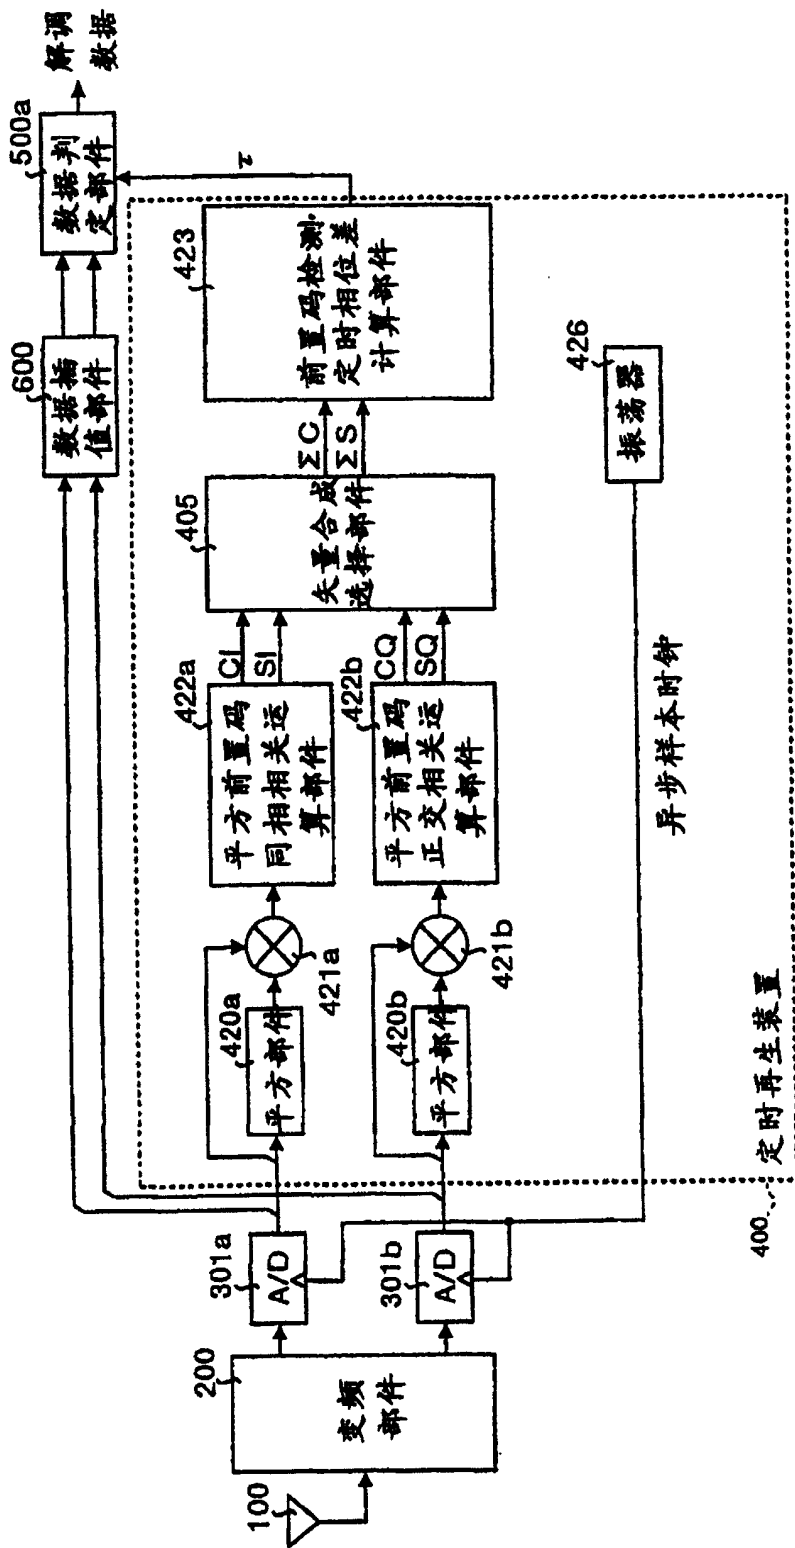 100
200
变频
部件
301a
A/D
301b
A/D
420a
平方部件
420b
平方部件
421a
421b
422a
平方前置码
同相相关运
算部件
422b
平方前置码
正交相关运
算部件
CI
SI
CQ
SQ
405
矢量合成
选择部件
ΣC
ΣS
423
前置码检测·
定时相位差
计算部件
τ
600
数据插
值部件
500a
数据判
定部件
解调
数据
426
振荡器
异步样本时钟
400
定时再生装置